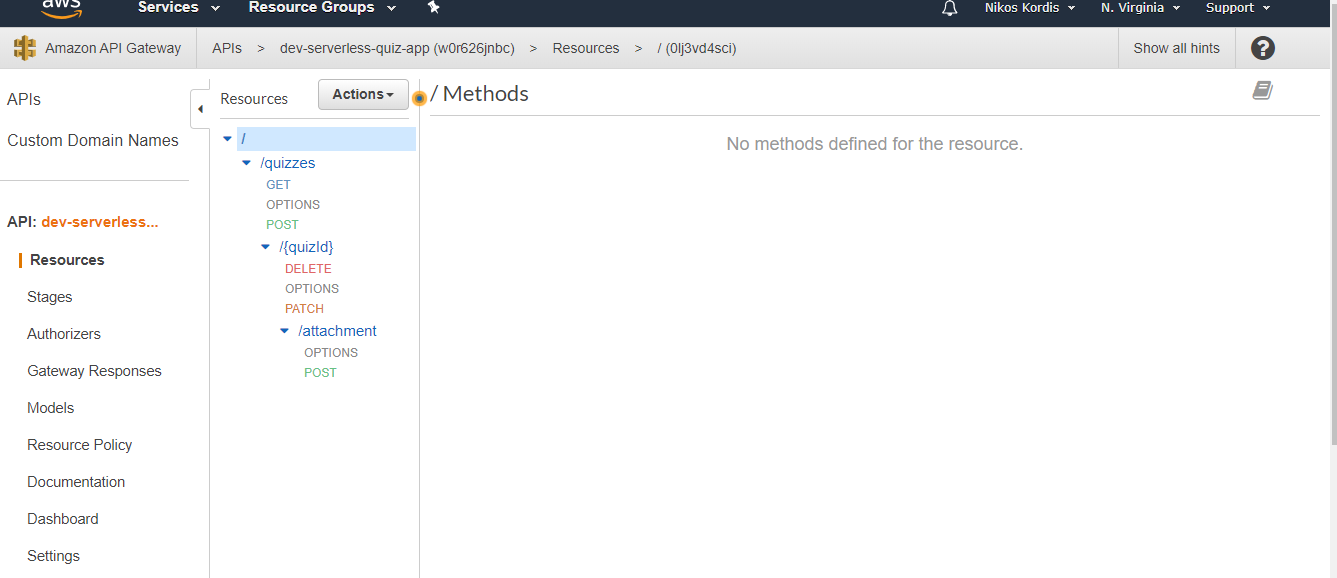 aws Services Resource Groups Nikos Kordis N. Virginia Support
Amazon API Gateway APIs > dev-serverless-quiz-app (w0r626jnbc) > Resources > / (0lj3vd4sci) Show all hints ?
APIs
Custom Domain Names
API: dev-serverless...
Resources
Stages
Authorizers
Gateway Responses
Models
Resource Policy
Documentation
Dashboard
Settings
Resources Actions
/
/quizzes
GET
OPTIONS
POST
/{quizId}
DELETE
OPTIONS
PATCH
/attachment
OPTIONS
POST
/ Methods
No methods defined for the resource.